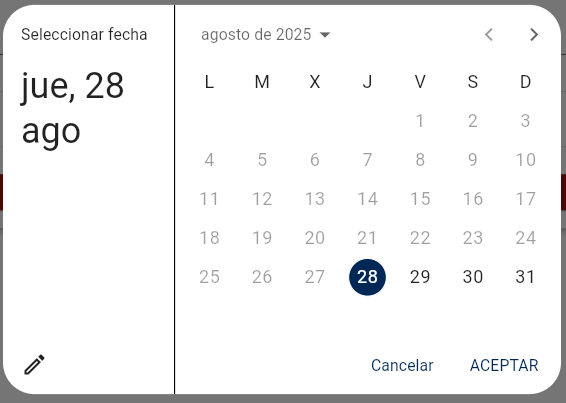 Seleccionar fecha
jue, 28
ago
agosto de 2025
L M X J V S D
1 2 3
4 5 6 7 8 9 10
11 12 13 14 15 16 17
18 19 20 21 22 23 24
25 26 27 28 29 30 31
Cancelar ACEPTAR